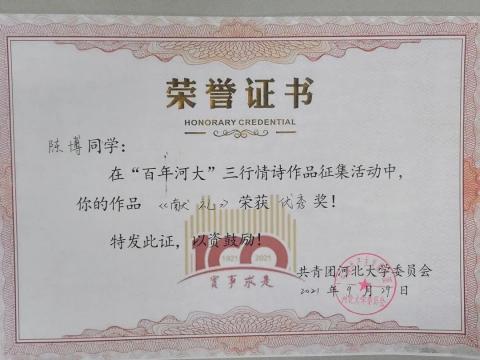 荣誉证书
HONORARY CREDENTIAL
陈博同学：
在“百年河大”三行情诗作品征集活动中，
你的作品《献礼》荣获优秀奖！
特发此证，以资鼓励！
100
1921 2021
实事求是
共青团河北大学委员会
2021年9月29日